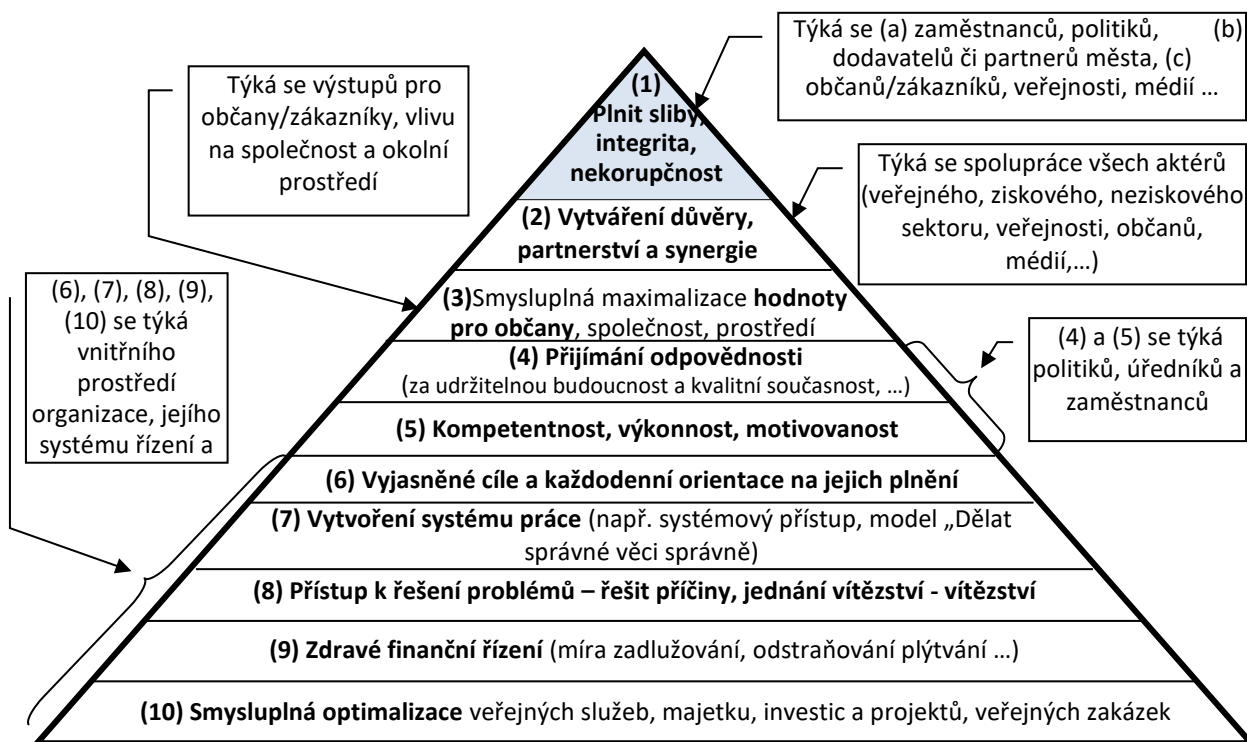 Týká se (a) zaměstnanců, politiků, (b)
dodavatelů či partnerů města, (c)
občanů/zákazníků, veřejnosti, médií …
Týká se výstupů pro
občany/zákazníky, vlivu
na společnost a okolní
prostředí
(1)
Plnit sliby,
integrita,
nekorupčnost
Týká se spolupráce všech aktérů
(veřejného, ziskového, neziskového
sektoru, veřejnosti, občanů,
médií,…)
(2) Vytváření důvěry,
partnerství a synergie
(6), (7), (8), (9),
(10) se týká
vnitřního
prostředí
organizace, jejího
systému řízení a
(3)Smysluplná maximalizace hodnoty
pro občany, společnost, prostředí
(4) Přijímání odpovědnosti
(za udržitelnou budoucnost a kvalitní současnost, …)
(4) a (5) se týká
politiků, úředníků a
zaměstnanců
(5) Kompetentnost, výkonnost, motivovanost
(6) Vyjasněné cíle a každodenní orientace na jejich plnění
(7) Vytvoření systému práce (např. systémový přístup, model „Dělat
správné věci správně)
(8) Přístup k řešení problémů – řešit příčiny, jednání vítězství - vítězství
(9) Zdravé finanční řízení (míra zadlužování, odstraňování plýtvání …)
(10) Smysluplná optimalizace veřejných služeb, majetku, investic a projektů, veřejných zakázek